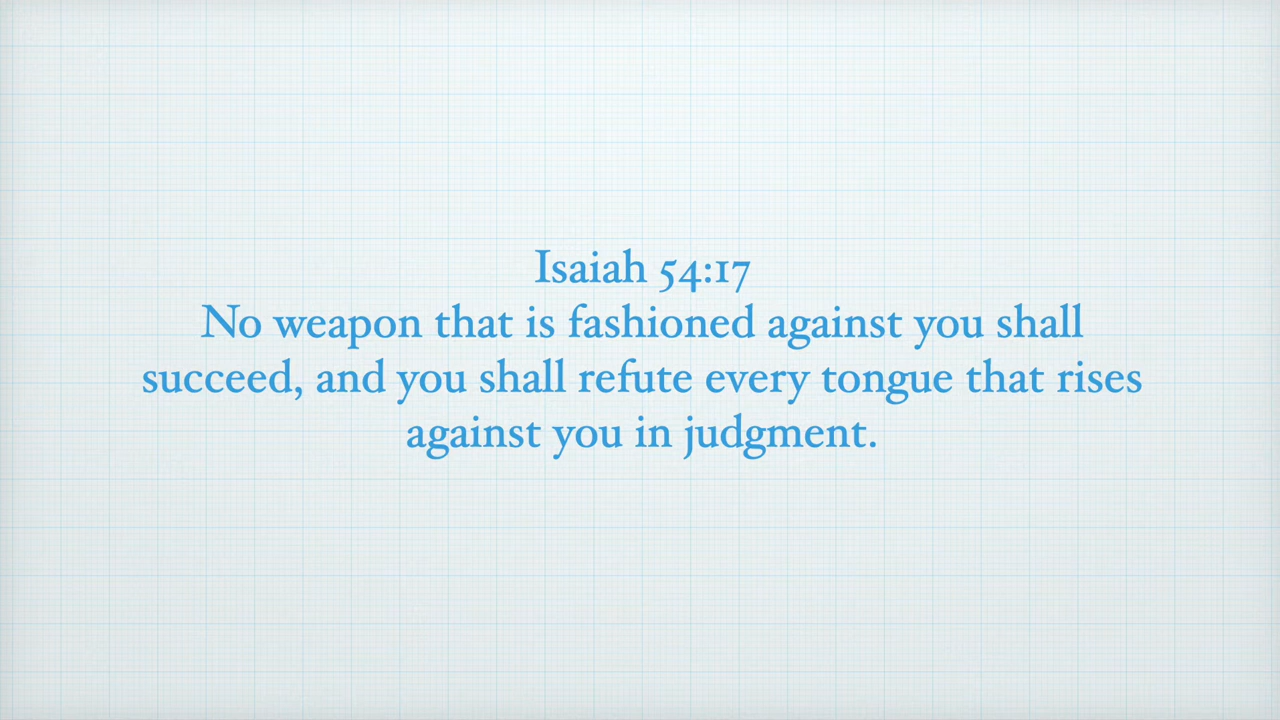 Isaiah 54:17
No weapon that is fashioned against you shall
succeed, and you shall refute every tongue that rises
against you in judgment.